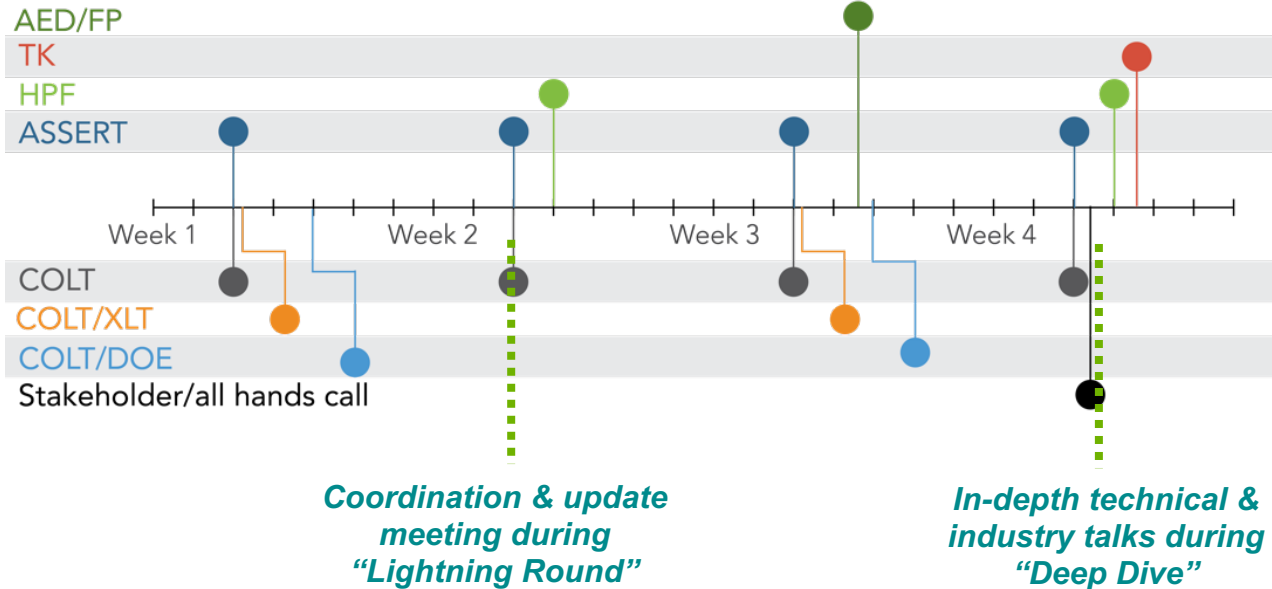 AED/FP
TK
HPF
ASSERT
Week 1
Week 2
Week 3
Week 4
COLT
COLT/XLT
COLT/DOE
Stakeholder/all hands call
Coordination & update
meeting during
“Lightning Round”
In-depth technical &
industry talks during
“Deep Dive”